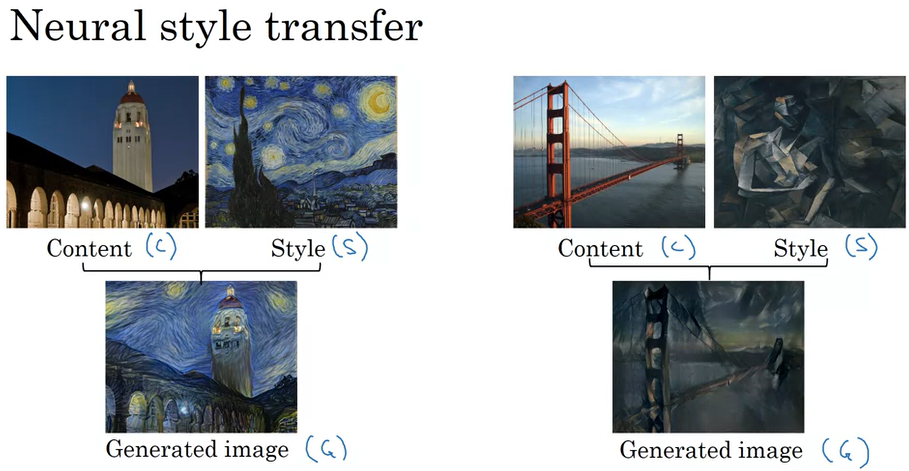 Neural style transfer
Content (C) Style (S) Content (C) Style (S)
Generated image (G) Generated image (G)